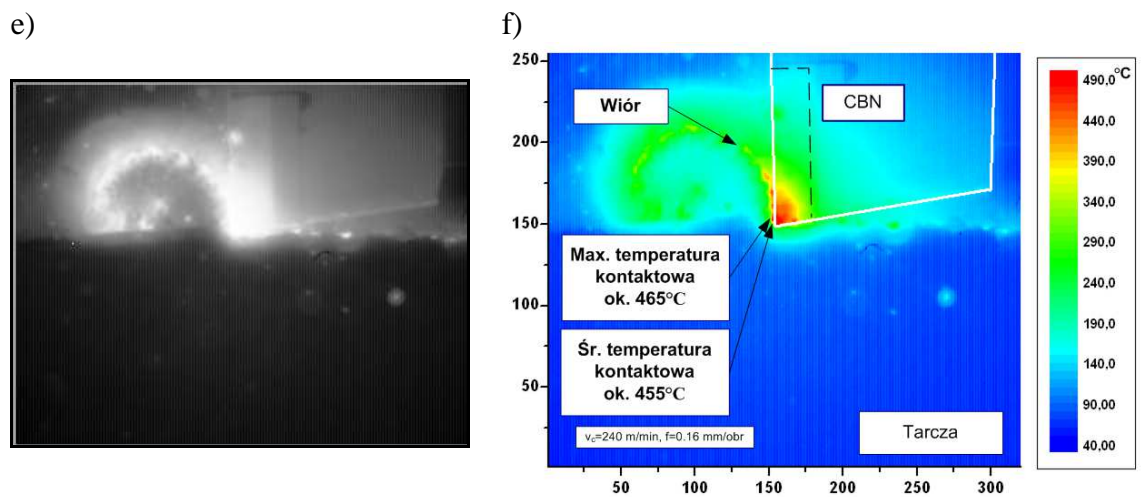 e)
f)
250
200
150
100
50
50
100
150
200
250
300
Wiór
CBN
Max. temperatura
kontaktowa
ok. 465°C
Śr. temperatura
kontaktowa
ok. 455°C
vc=240 m/min, f=0.16 mm/obr
Tarcza
°C
490,0
440,0
390,0
340,0
290,0
240,0
190,0
140,0
90,00
40,00